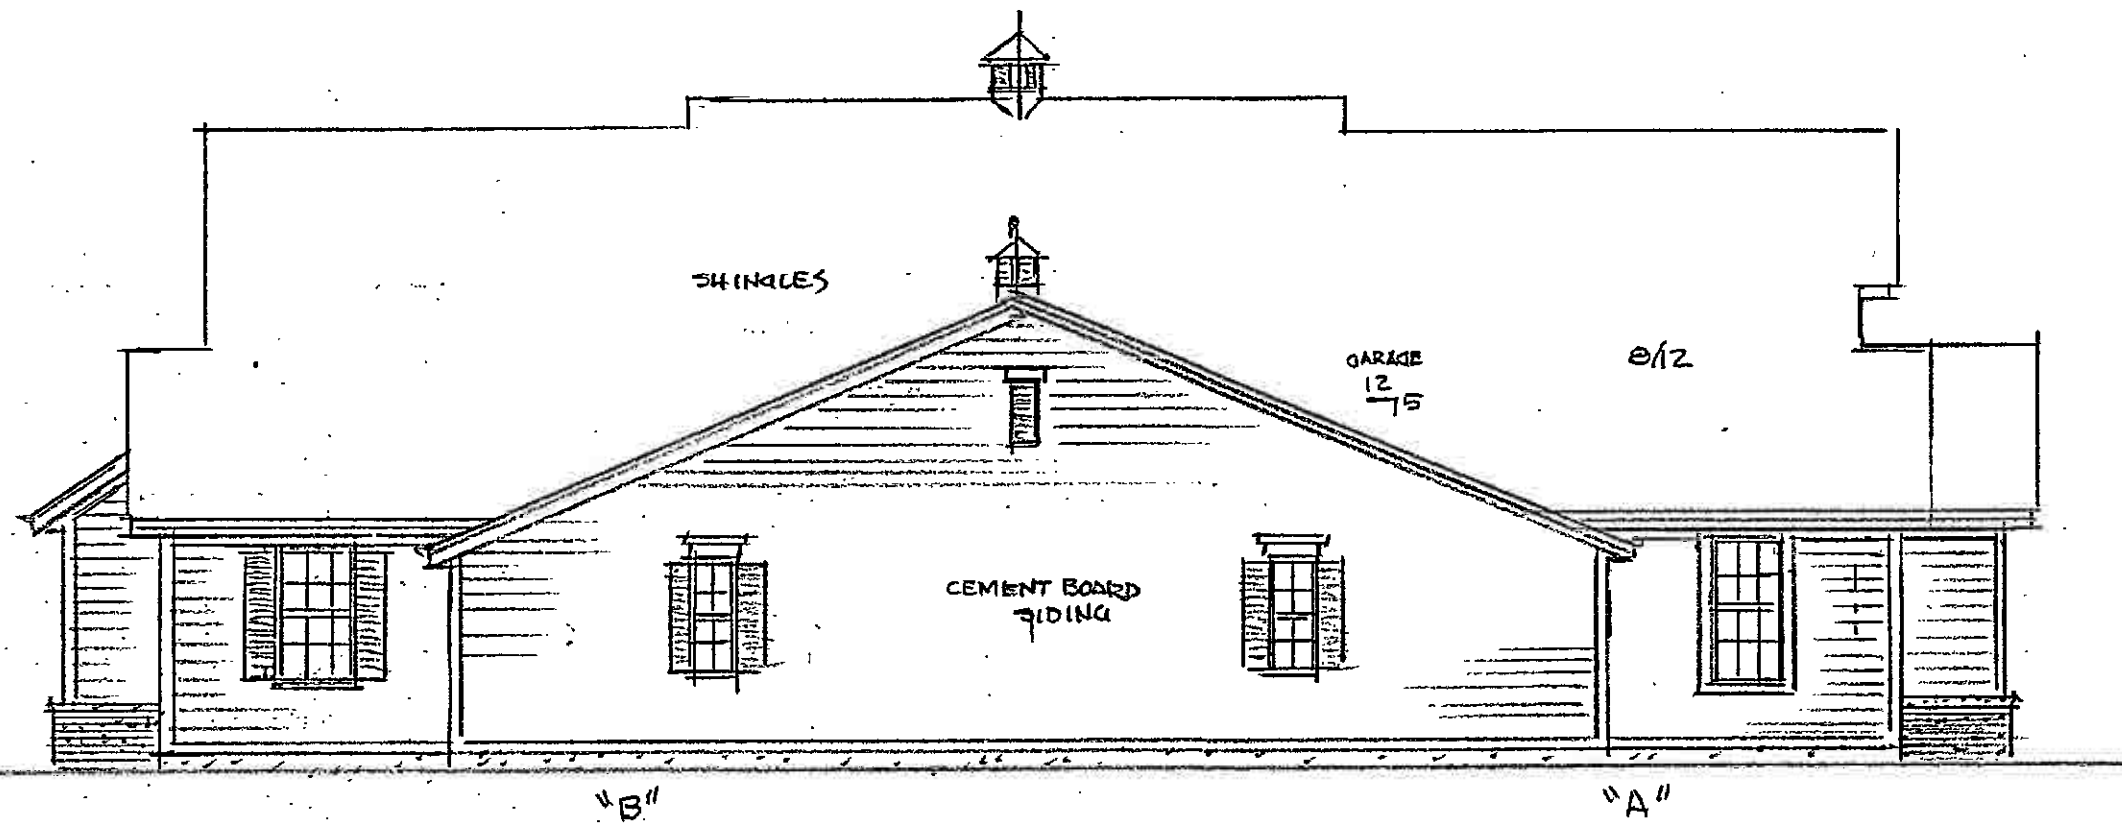 SHINGLES
GARAGE
12
5
8/12
CEMENT BOARD
SIDING
"B"
"A"